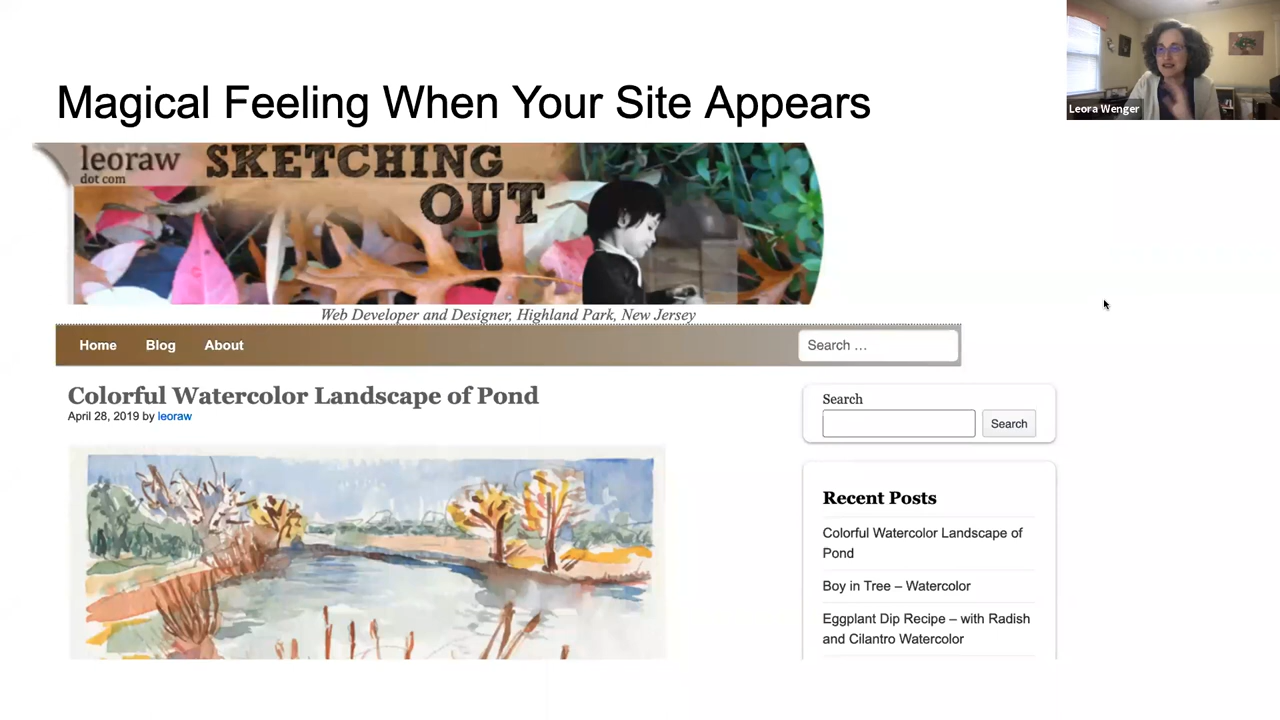 Magical Feeling When Your Site Appears
Leora Wenger
leoraw
dot com
SKETCHING
OUT
Web Developer and Designer, Highland Park, New Jersey
Home Blog About Search …
Colorful Watercolor Landscape of Pond
April 28, 2019 by leoraw
Search
Search
Recent Posts
Colorful Watercolor Landscape of
Pond
Boy in Tree – Watercolor
Eggplant Dip Recipe – with Radish
and Cilantro Watercolor